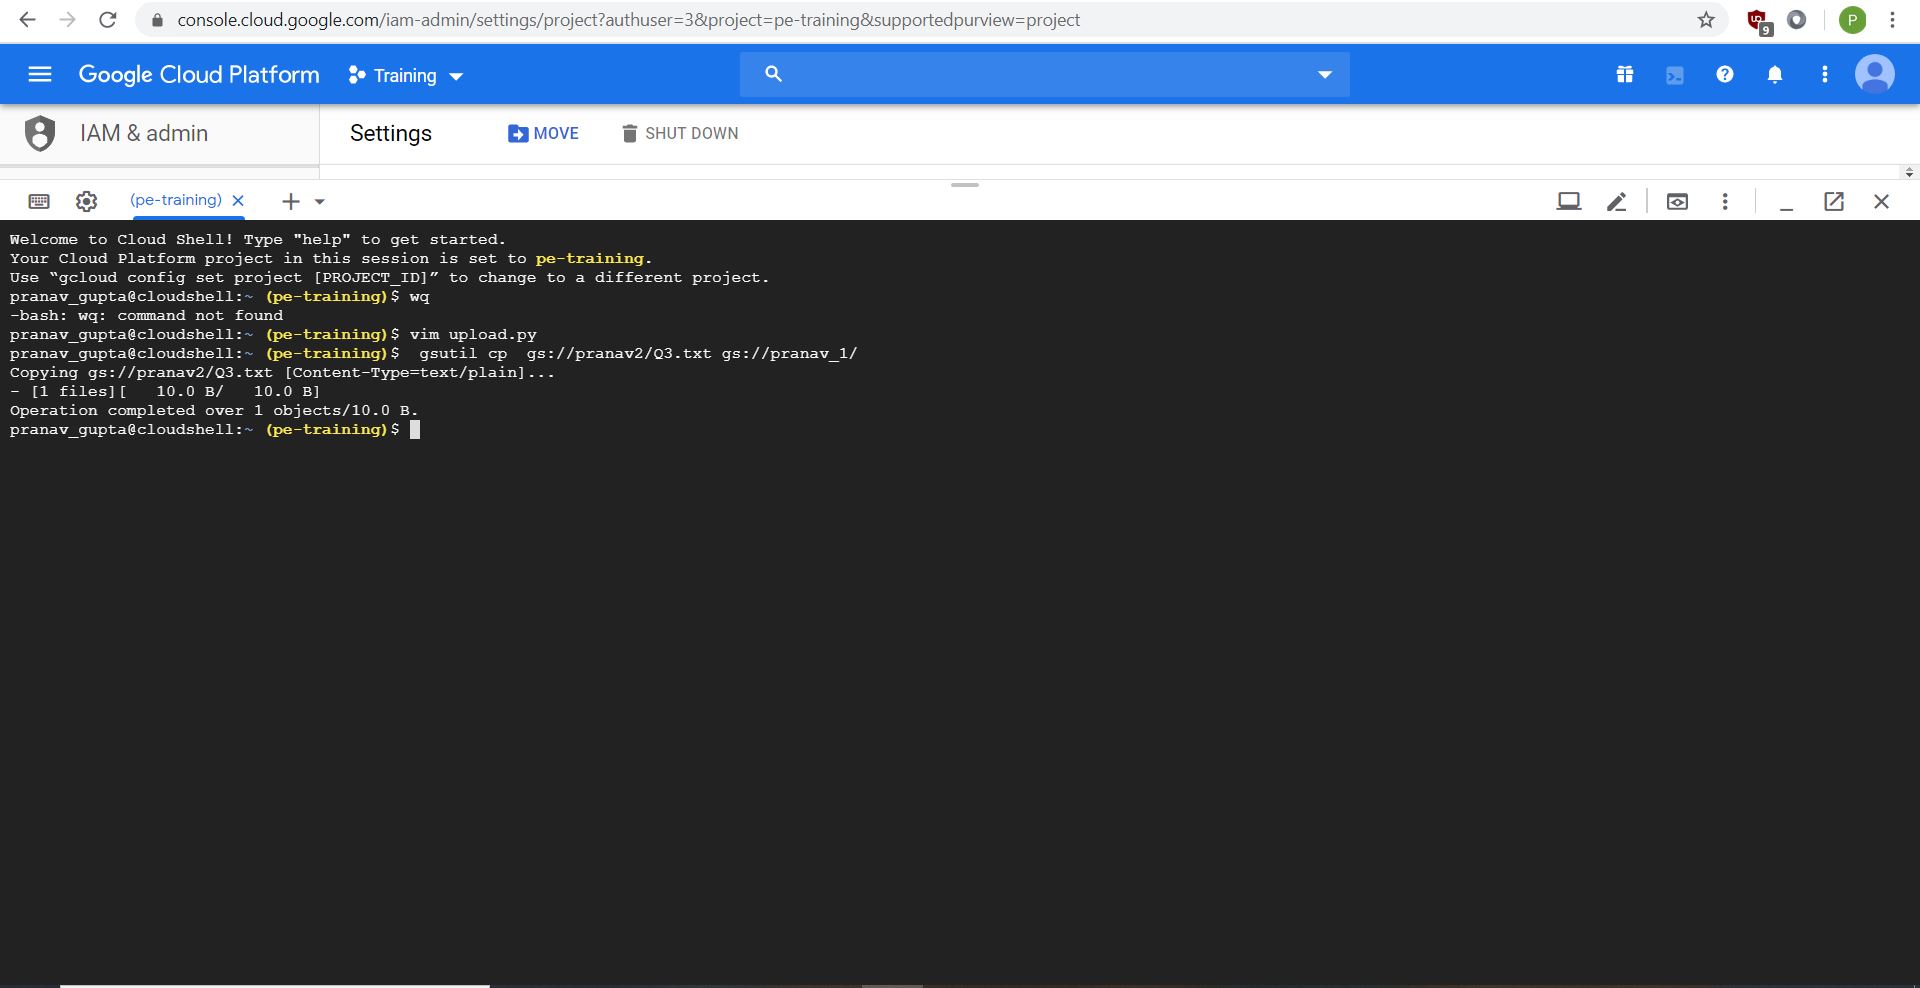 console.cloud.google.com/iam-admin/settings/project?authuser=3&project=pe-training&supportedpurview=project
9
P
Google Cloud Platform
Training
IAM & admin
Settings
MOVE
SHUT DOWN
(pe-training)
Welcome to Cloud Shell! Type "help" to get started.
Your Cloud Platform project in this session is set to pe-training.
Use “gcloud config set project [PROJECT_ID]” to change to a different project.
pranav_gupta@cloudshell:~ (pe-training)$ wq
-bash: wq: command not found
pranav_gupta@cloudshell:~ (pe-training)$ vim upload.py
pranav_gupta@cloudshell:~ (pe-training)$  gsutil cp  gs://pranav2/Q3.txt gs://pranav_1/
Copying gs://pranav2/Q3.txt [Content-Type=text/plain]...
- [1 files][   10.0 B/   10.0 B]
Operation completed over 1 objects/10.0 B.
pranav_gupta@cloudshell:~ (pe-training)$